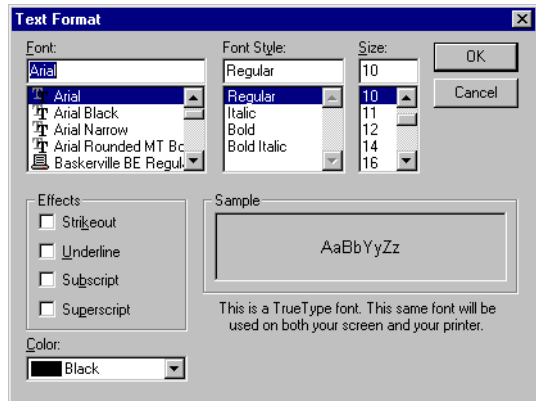 Text Format
Font:
Font Style:
Size:
Arial
Regular
10
OK
Cancel
Arial
Arial Black
Arial Narrow
Arial Rounded MT Bc
Baskerville BE Regul
Regular
Italic
Bold
Bold Italic
10
11
12
14
16
Effects
Strikeout
Underline
Subscript
Superscript
Sample
AaBbYyZz
This is a TrueType font. This same font will be
used on both your screen and your printer.
Color:
Black